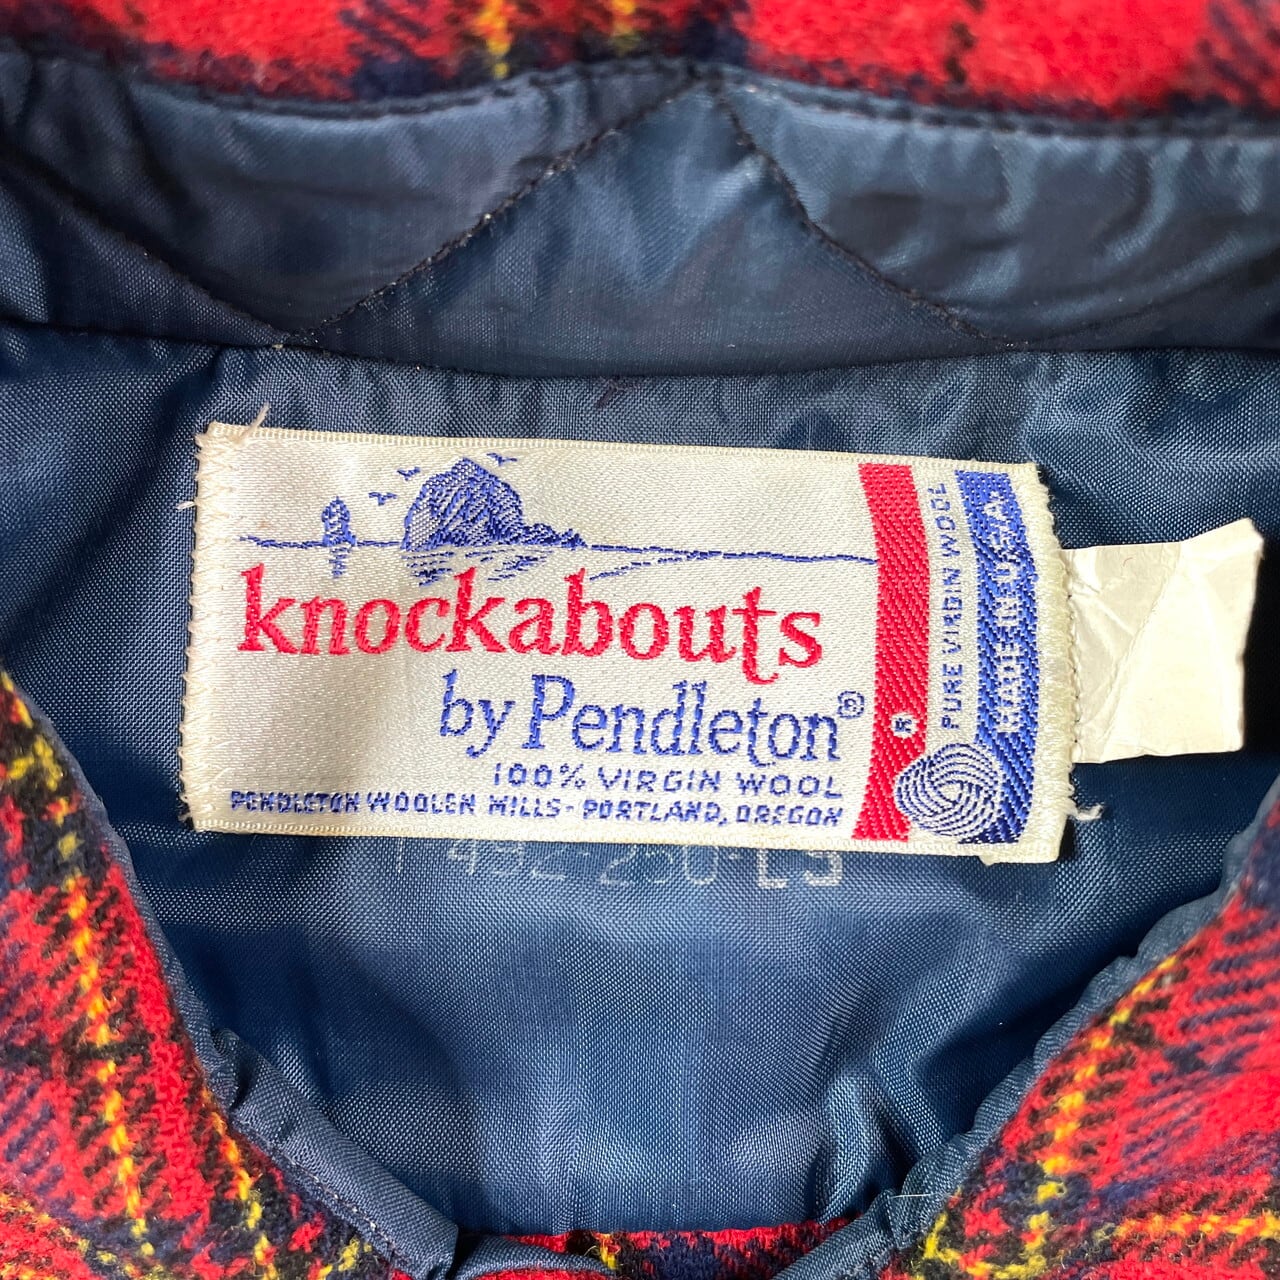 knockabouts
by Pendleton®
100% VIRGIN WOOL
PENDLETON WOOLEN MILLS-PORTLAND, OREGON
R
PURE VIRGIN WOOL
MADE IN U.S.A.